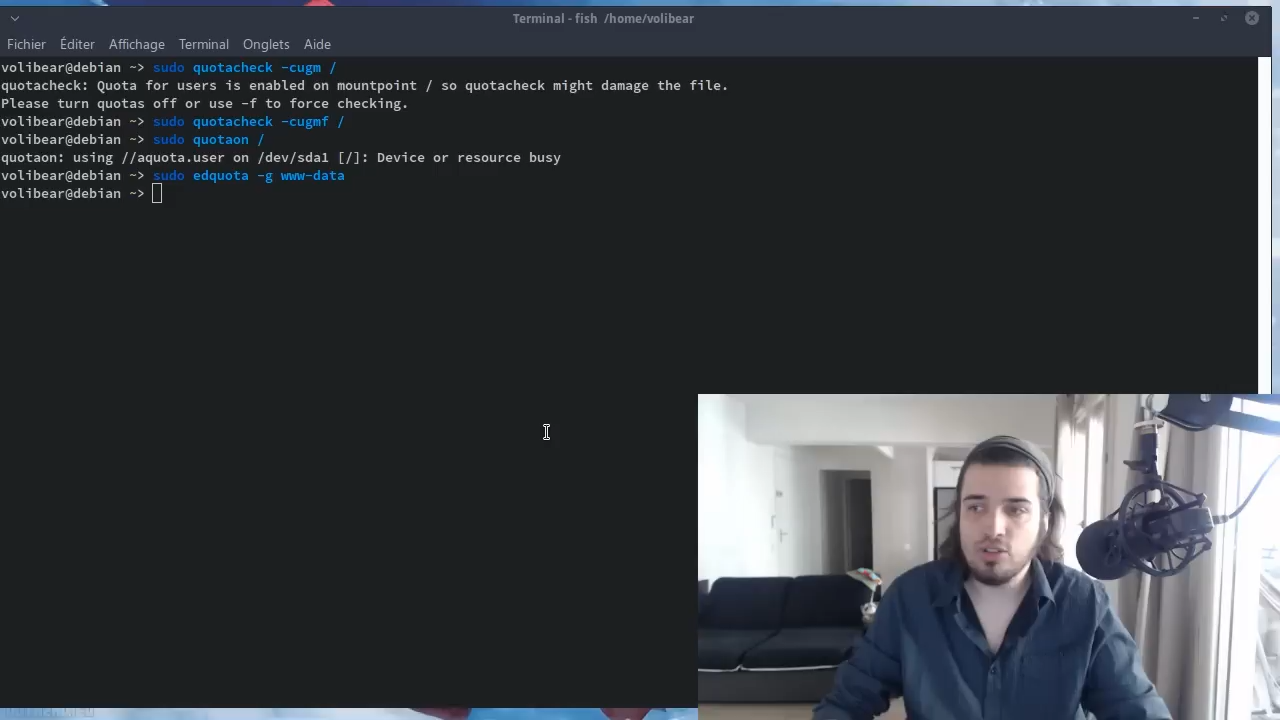 Terminal - fish /home/volibear
Fichier Éditer Affichage Terminal Onglets Aide
volibear@debian ~> sudo quotacheck -cugm /
quotacheck: Quota for users is enabled on mountpoint / so quotacheck might damage the file.
Please turn quotas off or use -f to force checking.
volibear@debian ~> sudo quotacheck -cugmf /
volibear@debian ~> sudo quotaon /
quotaon: using //aquota.user on /dev/sda1 [/]: Device or resource busy
volibear@debian ~> sudo edquota -g www-data
volibear@debian ~>